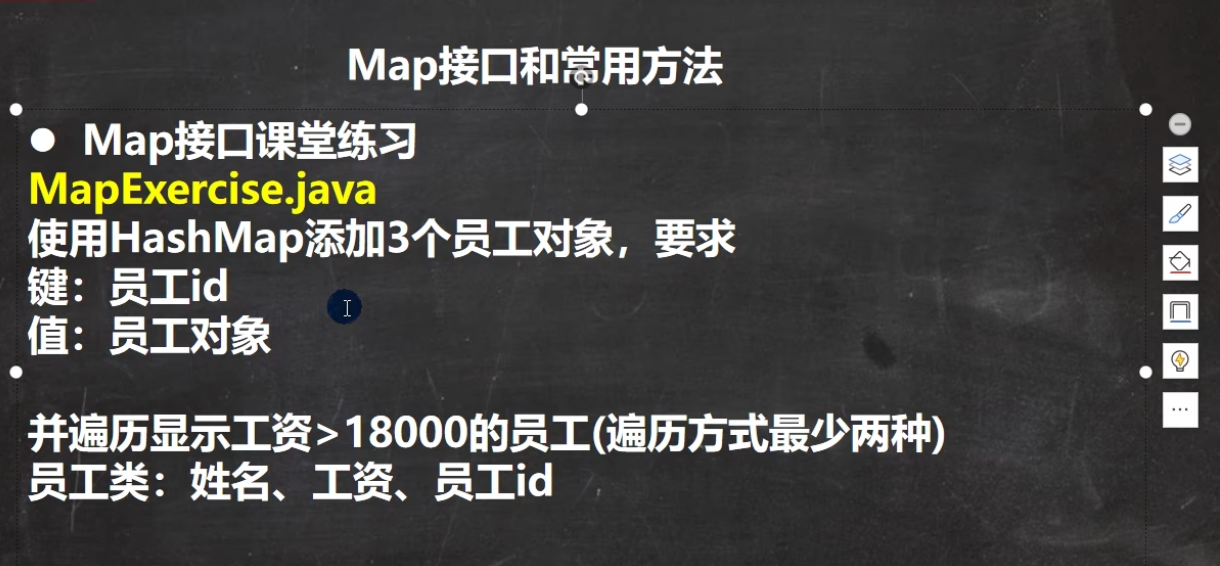 Map接口和常用方法
● Map接口课堂练习
MapExercise.java
使用HashMap添加3个员工对象，要求
键：员工id
值：员工对象
并遍历显示工资>18000的员工(遍历方式最少两种)
员工类：姓名、工资、员工id